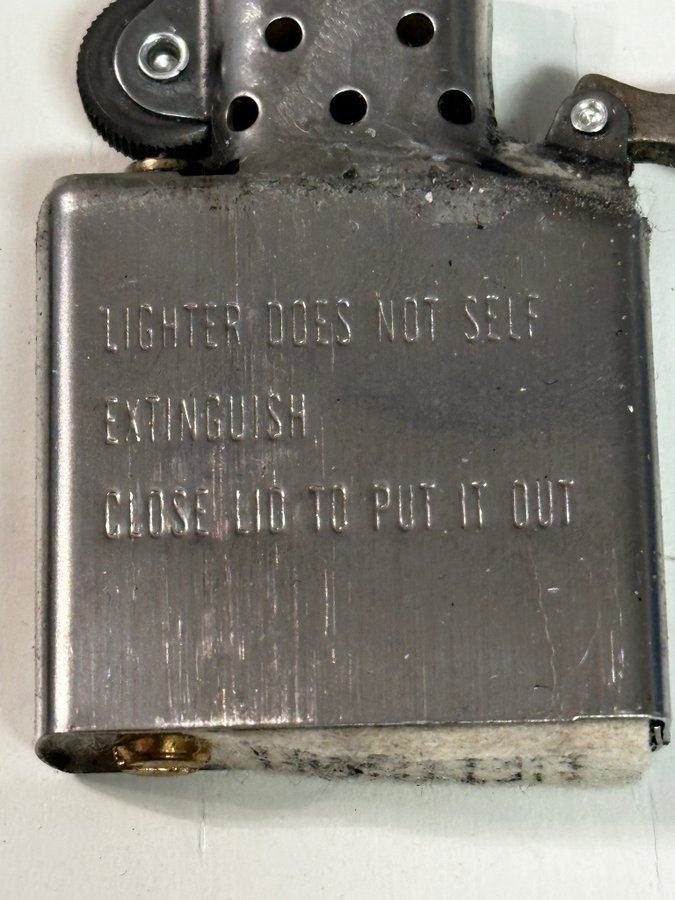 LIGHTER DOES NOT SELF
EXTINGUISH
CLOSE LID TO PUT IT OUT